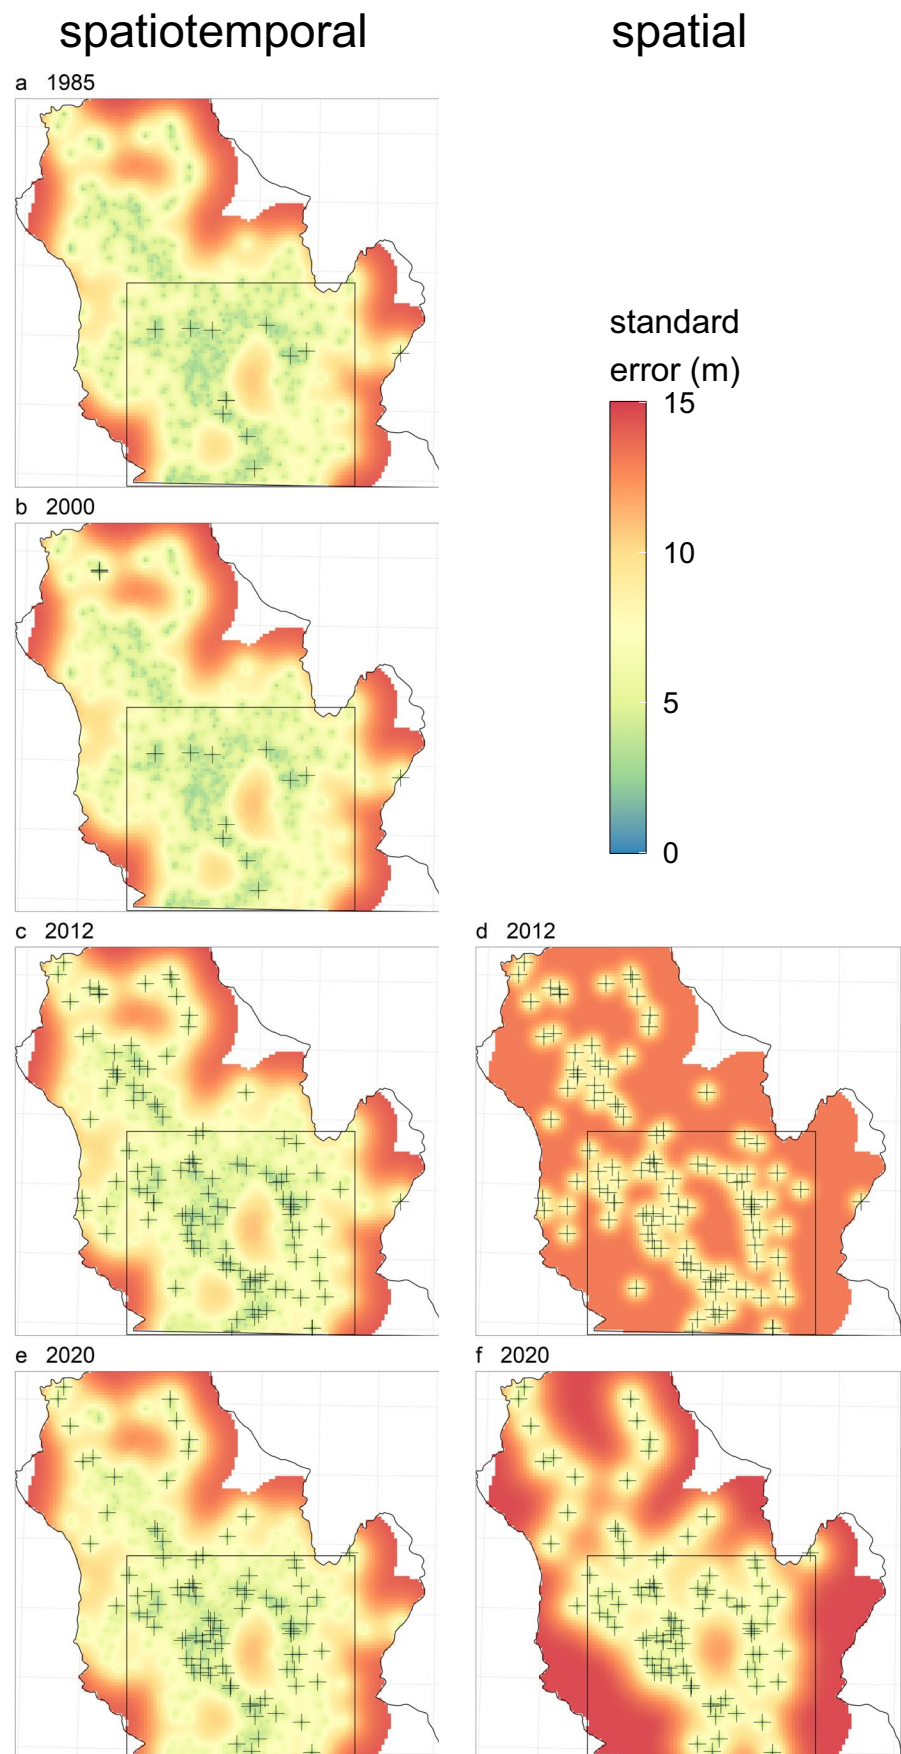 spatiotemporal spatial
a 1985
standard
error (m)
15
10
5
0
b 2000
c 2012 d 2012
e 2020 f 2020